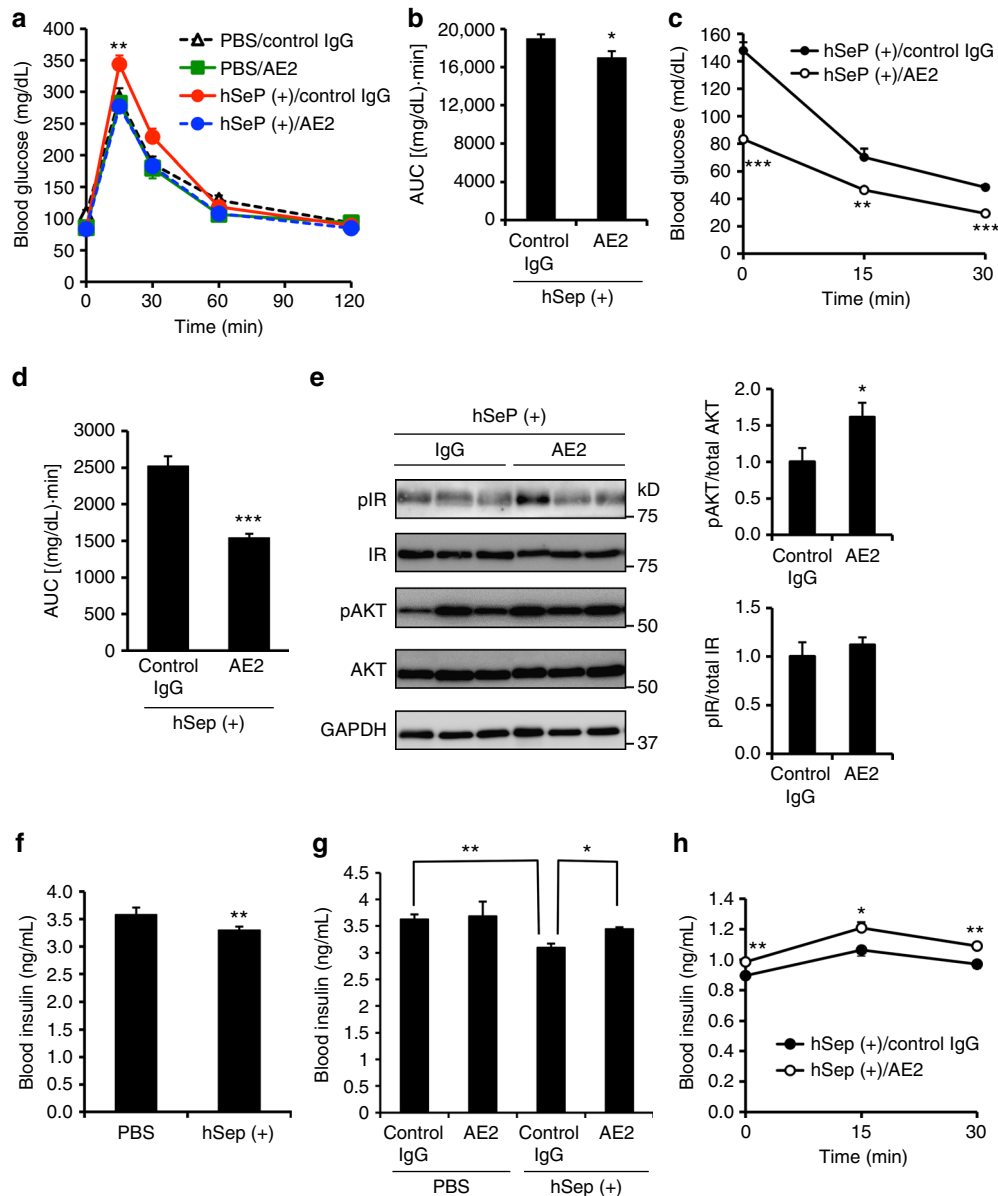 a
Blood glucose (mg/dL)
400
350
300
250
200
150
100
50
0
**
PBS/control IgG
PBS/AE2
hSeP (+)/control IgG
hSeP (+)/AE2
0 30 60 90 120
Time (min)
b
AUC [(mg/dL)·min]
20,000
16,000
12,000
8000
4000
0
*
Control IgG
AE2
hSep (+)
c
Blood glucose (md/dL)
160
140
120
100
80
60
40
20
0
hSeP (+)/control IgG
hSeP (+)/AE2
***
**
***
0 15 30
Time (min)
d
AUC [(mg/dL)·min]
3000
2500
2000
1500
1000
500
0
***
Control IgG
AE2
hSep (+)
e
hSeP (+)
IgG AE2
kD
pIR
75
IR
75
pAKT
50
AKT
50
GAPDH
37
pAKT/total AKT
2.0
1.5
1.0
0.5
0.0
*
Control IgG
AE2
pIR/total IR
1.5
1.0
0.5
0.0
Control IgG
AE2
f
Blood insulin (ng/mL)
4.0
3.5
3.0
2.5
2.0
1.5
1.0
0.5
0.0
**
PBS
hSep (+)
g
Blood insulin (ng/mL)
4.5
4
3.5
3
2.5
2
1.5
1
0.5
0
**
*
Control IgG
AE2
Control IgG
AE2
PBS
hSep (+)
h
Blood insulin (ng/mL)
1.4
1.2
1.0
0.8
0.6
0.4
0.2
0.0
**
*
**
hSep (+)/control IgG
hSep (+)/AE2
0 15 30
Time (min)